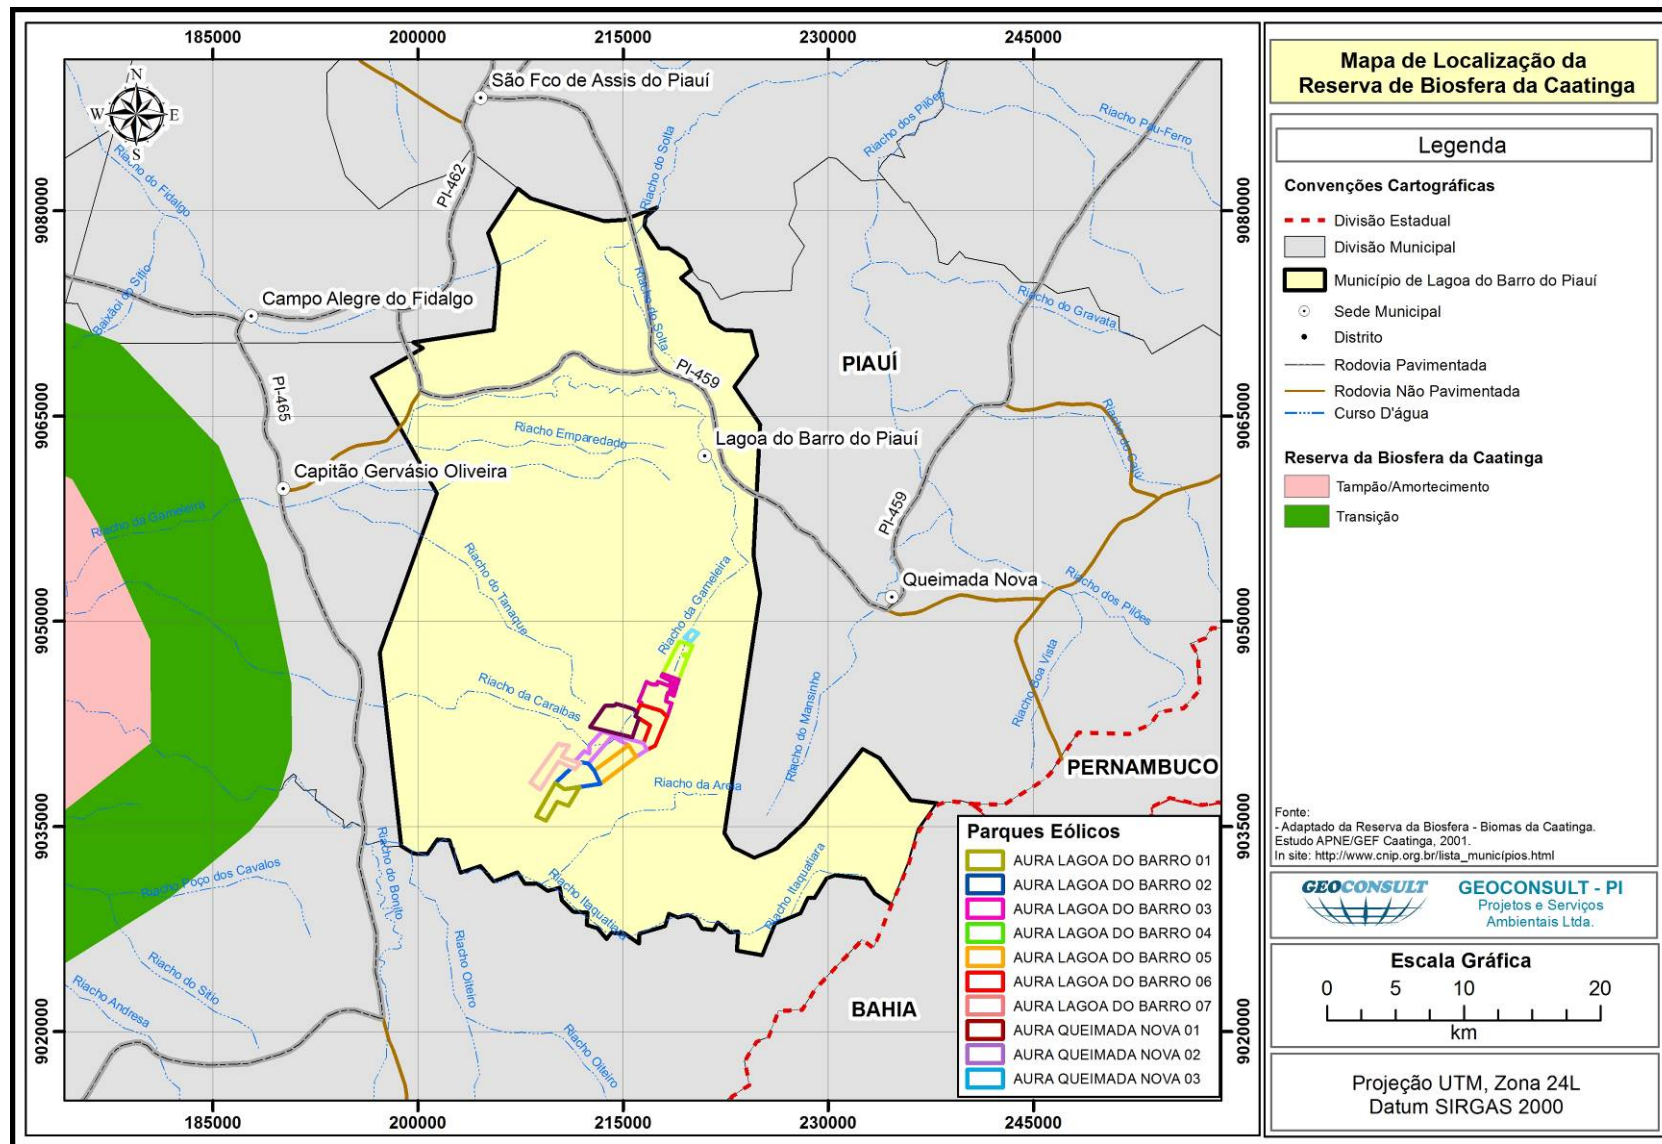 185000
200000
215000
230000
245000
Mapa de Localização da
Reserva de Biosfera da Caatinga
Legenda
Convenções Cartográficas
Divisão Estadual
Divisão Municipal
Município de Lagoa do Barro do Piauí
Sede Municipal
Distrito
Rodovia Pavimentada
Rodovia Não Pavimentada
Curso D'água
Reserva da Biosfera da Caatinga
Tampão/Amortecimento
Transição
Fonte:
- Adaptado da Reserva da Biosfera - Biomas da Caatinga.
Estudo APNE/GEF Caatinga, 2001.
In site: http://www.cnip.org.br/lista_municípios.html
GEOCONSULT
GEOCONSULT - PI
Projetos e Serviços
Ambientais Ltda.
Escala Gráfica
0 5 10 20
km
Projeção UTM, Zona 24L
Datum SIRGAS 2000
N
W E
S
São Fco de Assis do Piauí
Riacho do Fidalgo
PI-462
Riacho do Solta
Riacho dos Pilões
Riacho Pau-Ferro
9080000
9080000
Baixão do Sítio
Campo Alegre do Fidalgo
Riacho do Solta
Riacho do Gravata
PIAUÍ
PI-459
PI-465
9065000
9065000
Riacho Emparedado
Lagoa do Barro do Piauí
Riacho do Caju
Capitão Gervásio Oliveira
Riacho da Gameleira
PI-459
Riacho do Tanaque
Riacho da Gameleira
Queimada Nova
Riacho dos Pilões
9050000
9050000
Riacho Boa Vista
Riacho da Caraibas
Riacho do Mansinho
PERNAMBUCO
Riacho da Areia
9035000
9035000
Riacho Poço dos Cavalos
Riacho do Bonito
Riacho Itaquatiara
Riacho Itaquatiara
Riacho do Sitio
Riacho Oiteiro
Riacho Andresa
BAHIA
Riacho Oiteiro
9020000
9020000
Parques Eólicos
AURA LAGOA DO BARRO 01
AURA LAGOA DO BARRO 02
AURA LAGOA DO BARRO 03
AURA LAGOA DO BARRO 04
AURA LAGOA DO BARRO 05
AURA LAGOA DO BARRO 06
AURA LAGOA DO BARRO 07
AURA QUEIMADA NOVA 01
AURA QUEIMADA NOVA 02
AURA QUEIMADA NOVA 03
185000
200000
215000
230000
245000